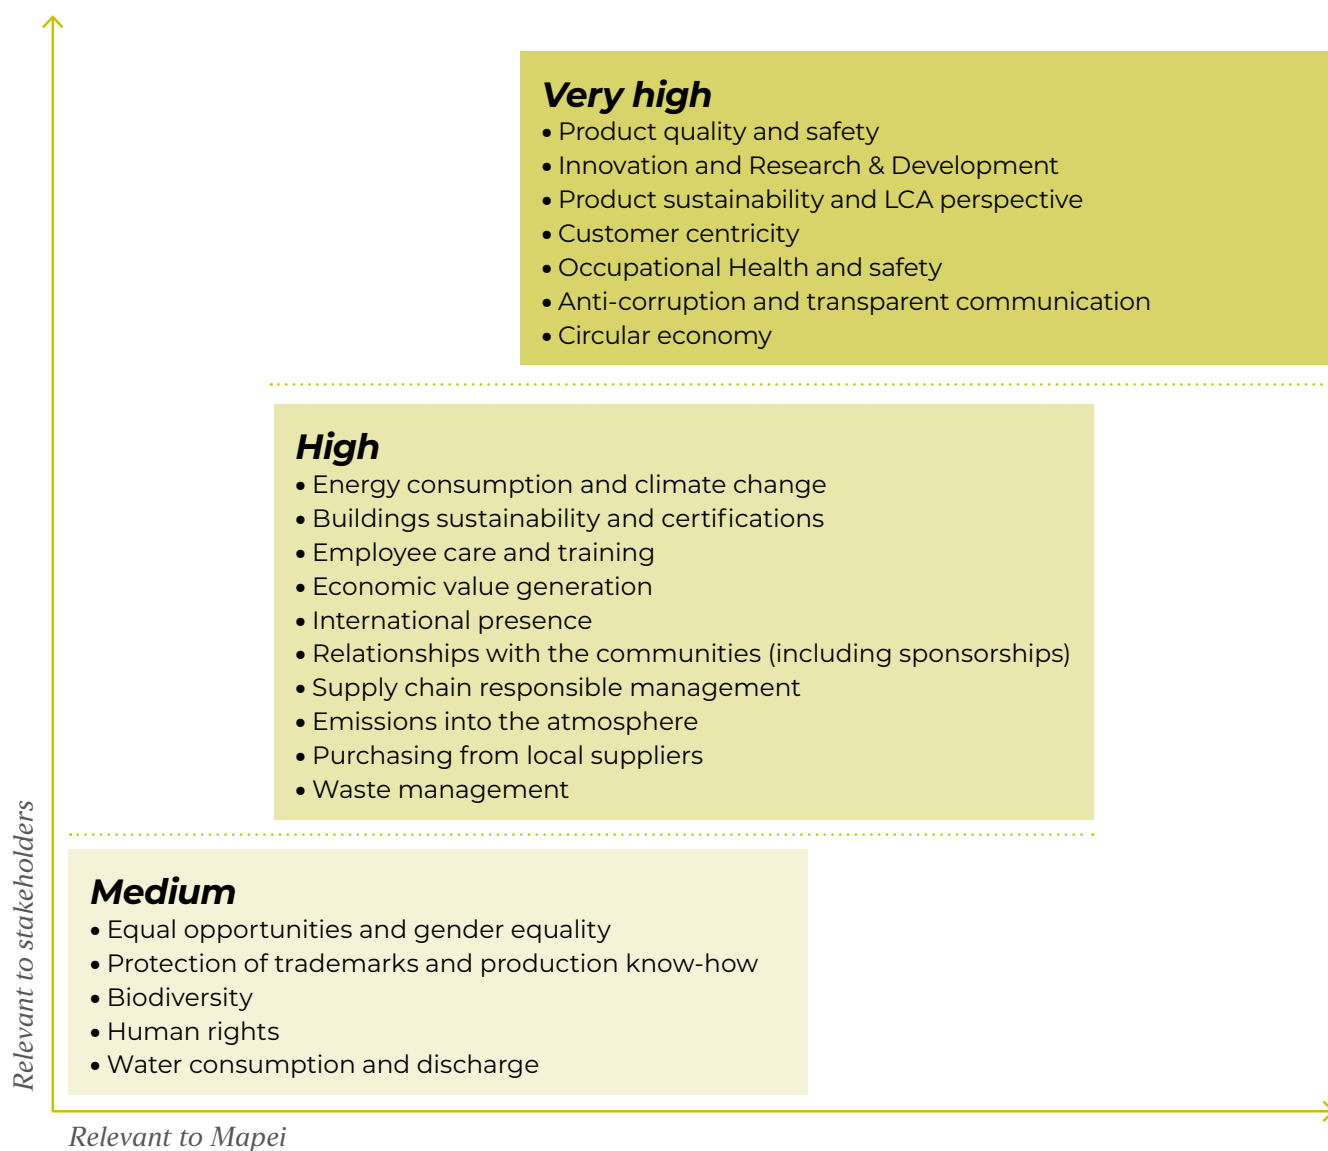 Very high
• Product quality and safety
• Innovation and Research & Development
• Product sustainability and LCA perspective
• Customer centricity
• Occupational Health and safety
• Anti-corruption and transparent communication
• Circular economy
High
• Energy consumption and climate change
• Buildings sustainability and certifications
• Employee care and training
• Economic value generation
• International presence
• Relationships with the communities (including sponsorships)
• Supply chain responsible management
• Emissions into the atmosphere
• Purchasing from local suppliers
• Waste management
Medium
• Equal opportunities and gender equality
• Protection of trademarks and production know-how
• Biodiversity
• Human rights
• Water consumption and discharge
Relevant to stakeholders
Relevant to Mapei